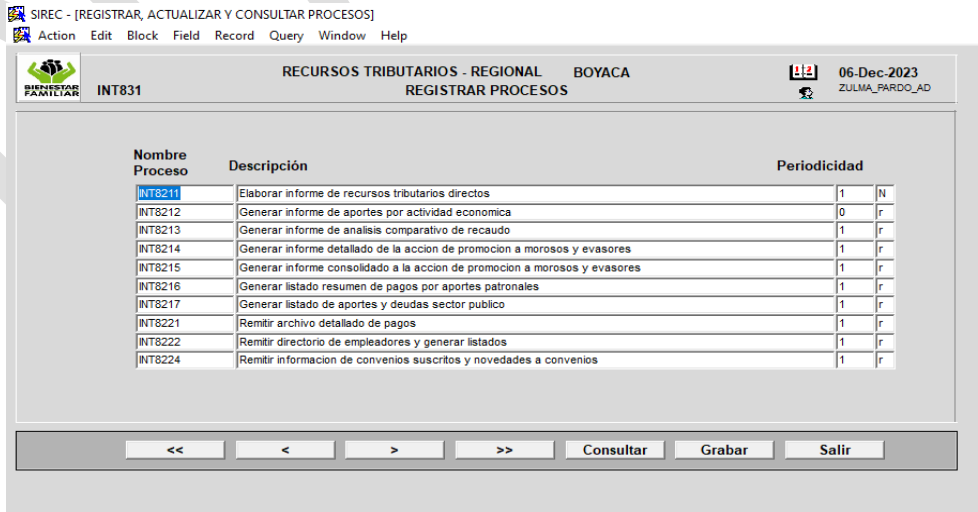 SIREC - [REGISTRAR, ACTUALIZAR Y CONSULTAR PROCESOS]
Action Edit Block Field Record Query Window Help
RECURSOS TRIBUTARIOS - REGIONAL BOYACA 06-Dec-2023
BIENESTAR FAMILIAR INT831 REGISTRAR PROCESOS ZULMA_PARDO_AD
Nombre Proceso Descripción Periodicidad
INT8211 Elaborar informe de recursos tributarios directos 1 N
INT8212 Generar informe de aportes por actividad economica 0 r
INT8213 Generar informe de analisis comparativo de recaudo 1 r
INT8214 Generar informe detallado de la accion de promocion a morosos y evasores 1 r
INT8215 Generar informe consolidado a la accion de promocion a morosos y evasores 1 r
INT8216 Generar listado resumen de pagos por aportes patronales 1 r
INT8217 Generar listado de aportes y deudas sector publico 1 r
INT8221 Remitir archivo detallado de pagos 1 r
INT8222 Remitir directorio de empleadores y generar listados 1 r
INT8224 Remitir informacion de convenios suscritos y novedades a convenios 1 r
<< < > >> Consultar Grabar Salir